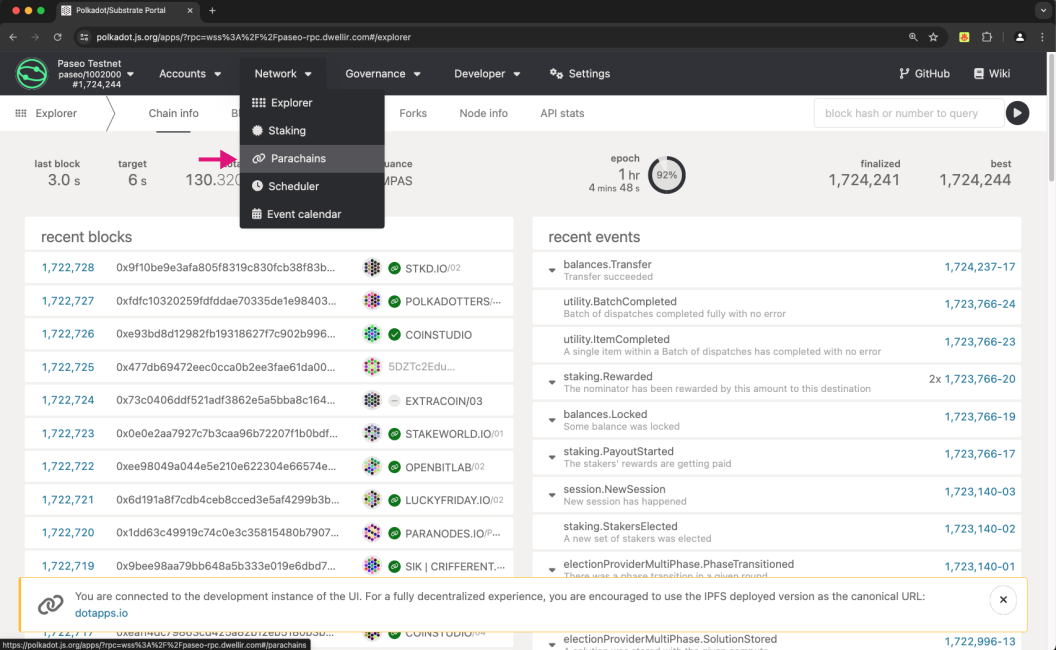 Polkadot/Substrate Portal
polkadot.js.org/apps/?rpc=wss%3A%2F%2Fpaseo-rpc.dwellir.com#/explorer
Paseo Testnet
paseo/1002000
#1,724,244
Accounts
Network
Governance
Developer
Settings
GitHub
Wiki
Explorer
Chain info
Forks
Node info
API stats
block hash or number to query
Explorer
Staking
Parachains
Scheduler
Event calendar
last block
3.0 s
target
6 s
130.320
epoch
1 hr
4 mins 48 s
92%
finalized
1,724,241
best
1,724,244
recent blocks
1,722,728 0x9f10be9e3afa805f8319c830fcb38f83b... STKD.IO/02
1,722,727 0xfdfc10320259fdfddae70335de1e98403... POLKADOTTERS/...
1,722,726 0xe93bd8d12982fb19318627f7c902b996... COINSTUDIO
1,722,725 0x477db69472eec0cca0b2ee3fae61da00... 5DZTc2Edu...
1,722,724 0x73c0406ddf521adf3862e5a5bba8c164... EXTRACOIN/03
1,722,723 0x0e0e2aa7927c7b3caa96b72207f1b0bdf... STAKEWORLD.IO/01
1,722,722 0xee98049a044e5e210e622304e66574e... OPENBITLAB/02
1,722,721 0x6d191a8f7cdb4ceb8cced3e5af4299b3b... LUCKYFRIDAY.IO/02
1,722,720 0x1dd63c49919c74c0e3c35815480b7907... PARANODES.IO/P...
1,722,719 0x9bee98aa79bb648a5b333e019e6dbd7... SIK | CRIFFERENT....
recent events
balances.Transfer 1,724,237-17
Transfer succeeded
utility.BatchCompleted 1,723,766-24
Batch of dispatches completed fully with no error
utility.ItemCompleted 1,723,766-23
A single item within a Batch of dispatches has completed with no error
staking.Rewarded 2x 1,723,766-20
The nominator has been rewarded by this amount to this destination
balances.Locked 1,723,766-19
Some balance was locked
staking.PayoutStarted 1,723,766-17
The stakers' rewards are getting paid
session.NewSession 1,723,140-03
New session has happened
staking.StakersElected 1,723,140-02
A new set of stakers was elected
electionProviderMultiPhase.PhaseTransitioned 1,723,140-01
There was a phase transition in a given round
You are connected to the development instance of the UI. For a fully decentralized experience, you are encouraged to use the IPFS deployed version as the canonical URL:
dotapps.io
electionProviderMultiPhase.SolutionStored 1,722,996-13
https://polkadot.js.org/apps/?rpc=wss%3A%2F%2Fpaseo-rpc.dwellir.com#/parachains